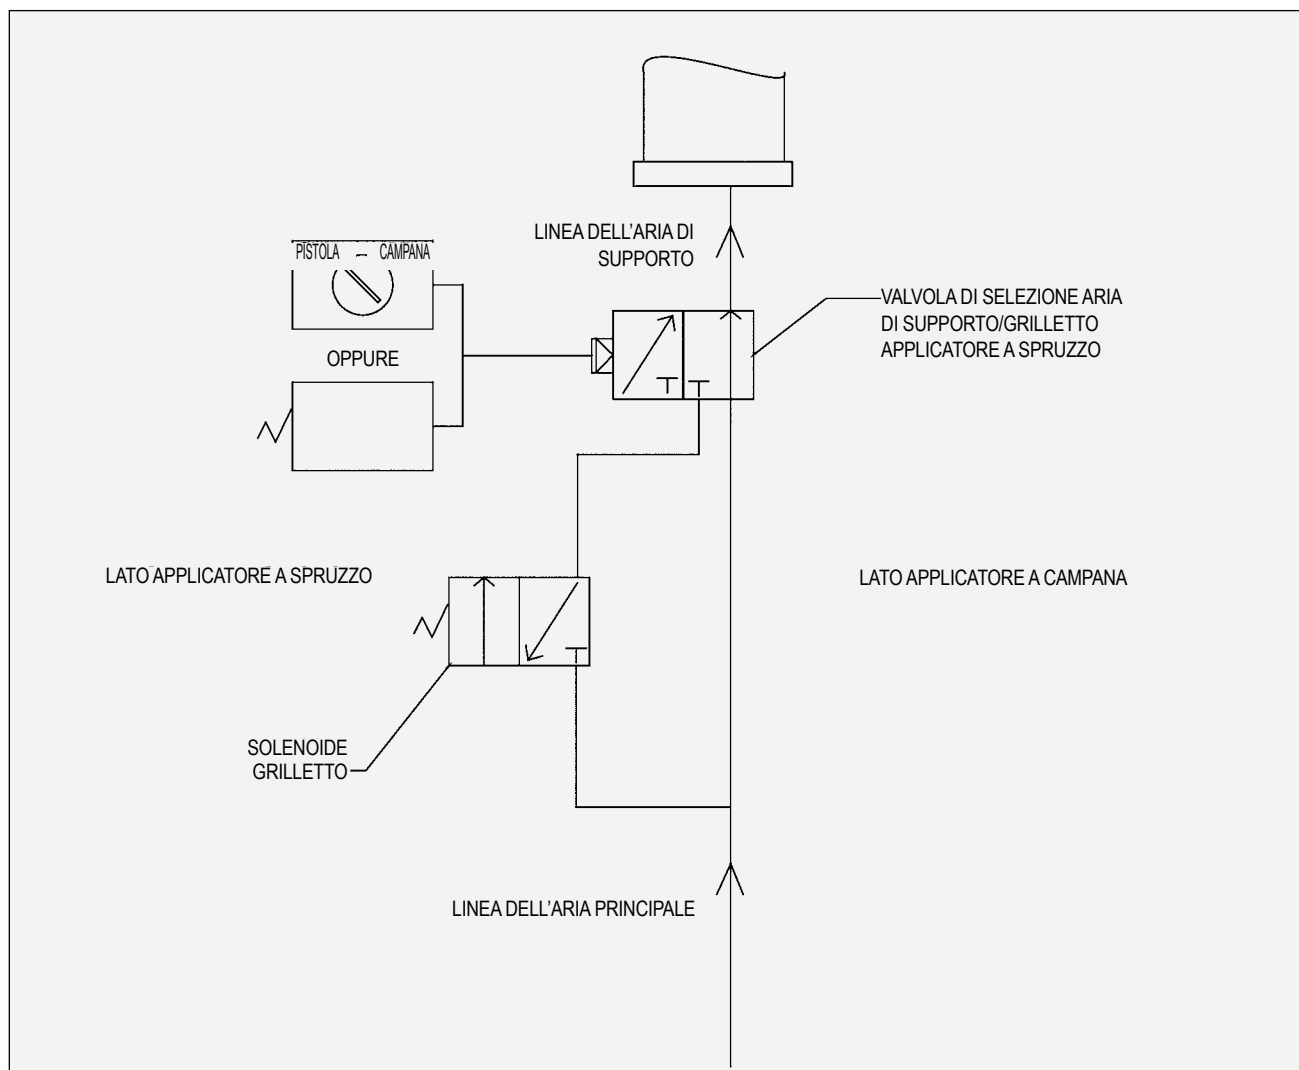 LINEA DELL'ARIA DI
SUPPORTO
PISTOLA – CAMPANA
OPPURE
VALVOLA DI SELEZIONE ARIA
DI SUPPORTO/GRILLETTO
APPLICATORE A SPRUZZO
LATO APPLICATORE A SPRUZZO
LATO APPLICATORE A CAMPANA
SOLENOIDE
GRILLETTO
LINEA DELL'ARIA PRINCIPALE